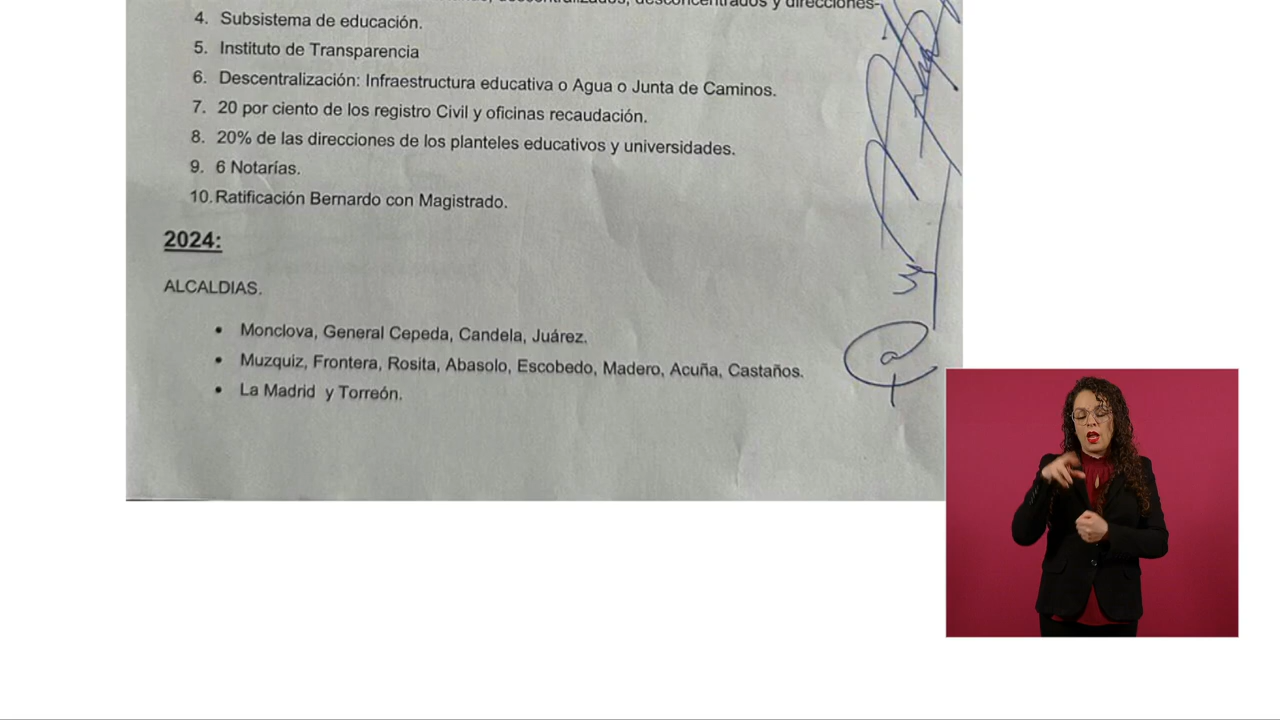 desconcentrados y direcciones-
4. Subsistema de educación.
5. Instituto de Transparencia
6. Descentralización: Infraestructura educativa o Agua o Junta de Caminos.
7. 20 por ciento de los registro Civil y oficinas recaudación.
8. 20% de las direcciones de los planteles educativos y universidades.
9. 6 Notarías.
10. Ratificación Bernardo con Magistrado.
2024:
ALCALDIAS.
• Monclova, General Cepeda, Candela, Juárez.
• Muzquiz, Frontera, Rosita, Abasolo, Escobedo, Madero, Acuña, Castaños.
• La Madrid y Torreón.